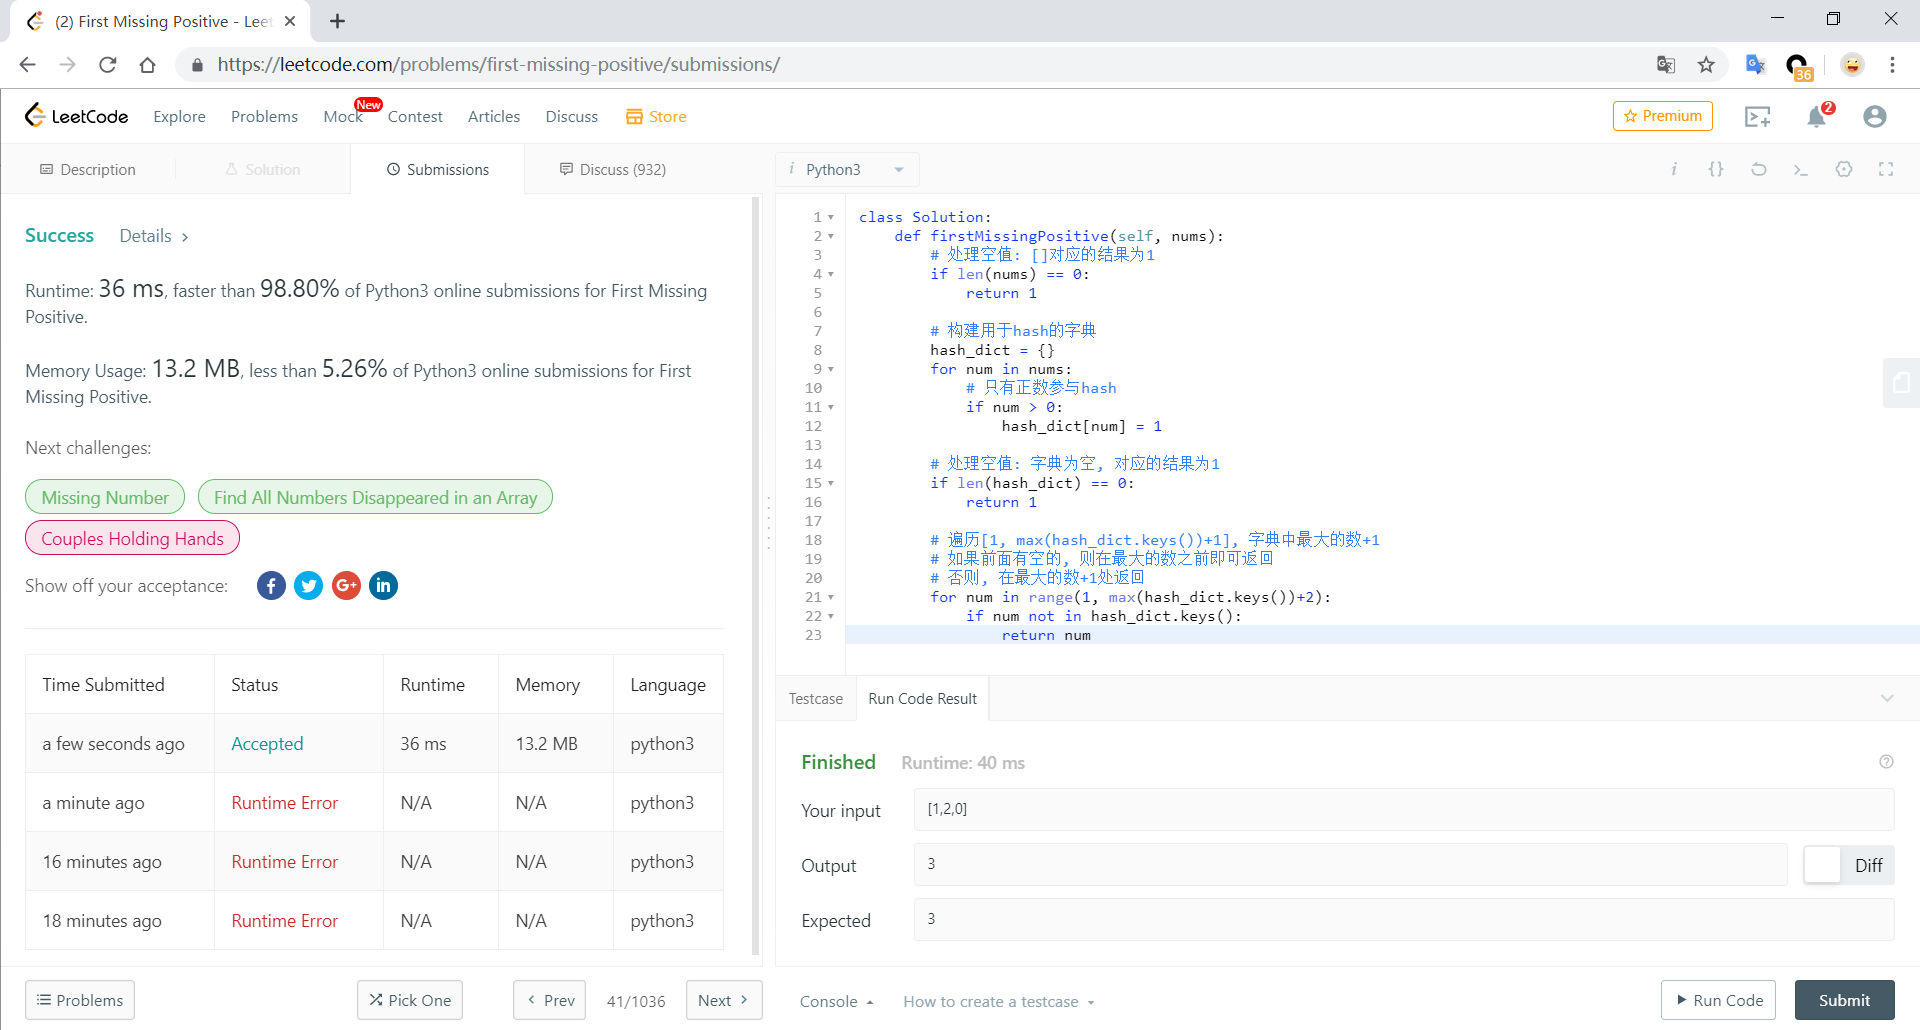 (2) First Missing Positive - Leet
https://leetcode.com/problems/first-missing-positive/submissions/
36
LeetCode Explore Problems Mock New Contest Articles Discuss Store Premium 2
Description Solution Submissions Discuss (932)
Success Details
Runtime: 36 ms, faster than 98.80% of Python3 online submissions for First Missing
Positive.
Memory Usage: 13.2 MB, less than 5.26% of Python3 online submissions for First
Missing Positive.
Next challenges:
Missing Number Find All Numbers Disappeared in an Array
Couples Holding Hands
Show off your acceptance: f G+ in
Time Submitted Status Runtime Memory Language
a few seconds ago Accepted 36 ms 13.2 MB python3
a minute ago Runtime Error N/A N/A python3
16 minutes ago Runtime Error N/A N/A python3
18 minutes ago Runtime Error N/A N/A python3
Problems Pick One Prev 41/1036 Next
i Python3 i {} >_
1 class Solution:
2 def firstMissingPositive(self, nums):
3 # 处理空值: []对应的结果为1
4 if len(nums) == 0:
5 return 1
6
7 # 构建用于hash的字典
8 hash_dict = {}
9 for num in nums:
10 # 只有正数参与hash
11 if num > 0:
12 hash_dict[num] = 1
13
14 # 处理空值: 字典为空, 对应的结果为1
15 if len(hash_dict) == 0:
16 return 1
17
18 # 遍历[1, max(hash_dict.keys())+1], 字典中最大的数+1
19 # 如果前面有空的, 则在最大的数之前即可返回
20 # 否则, 在最大的数+1处返回
21 for num in range(1, max(hash_dict.keys())+2):
22 if num not in hash_dict.keys():
23 return num
Testcase Run Code Result
Finished Runtime: 40 ms
Your input [1,2,0]
Output 3 Diff
Expected 3
Console How to create a testcase Run Code Submit